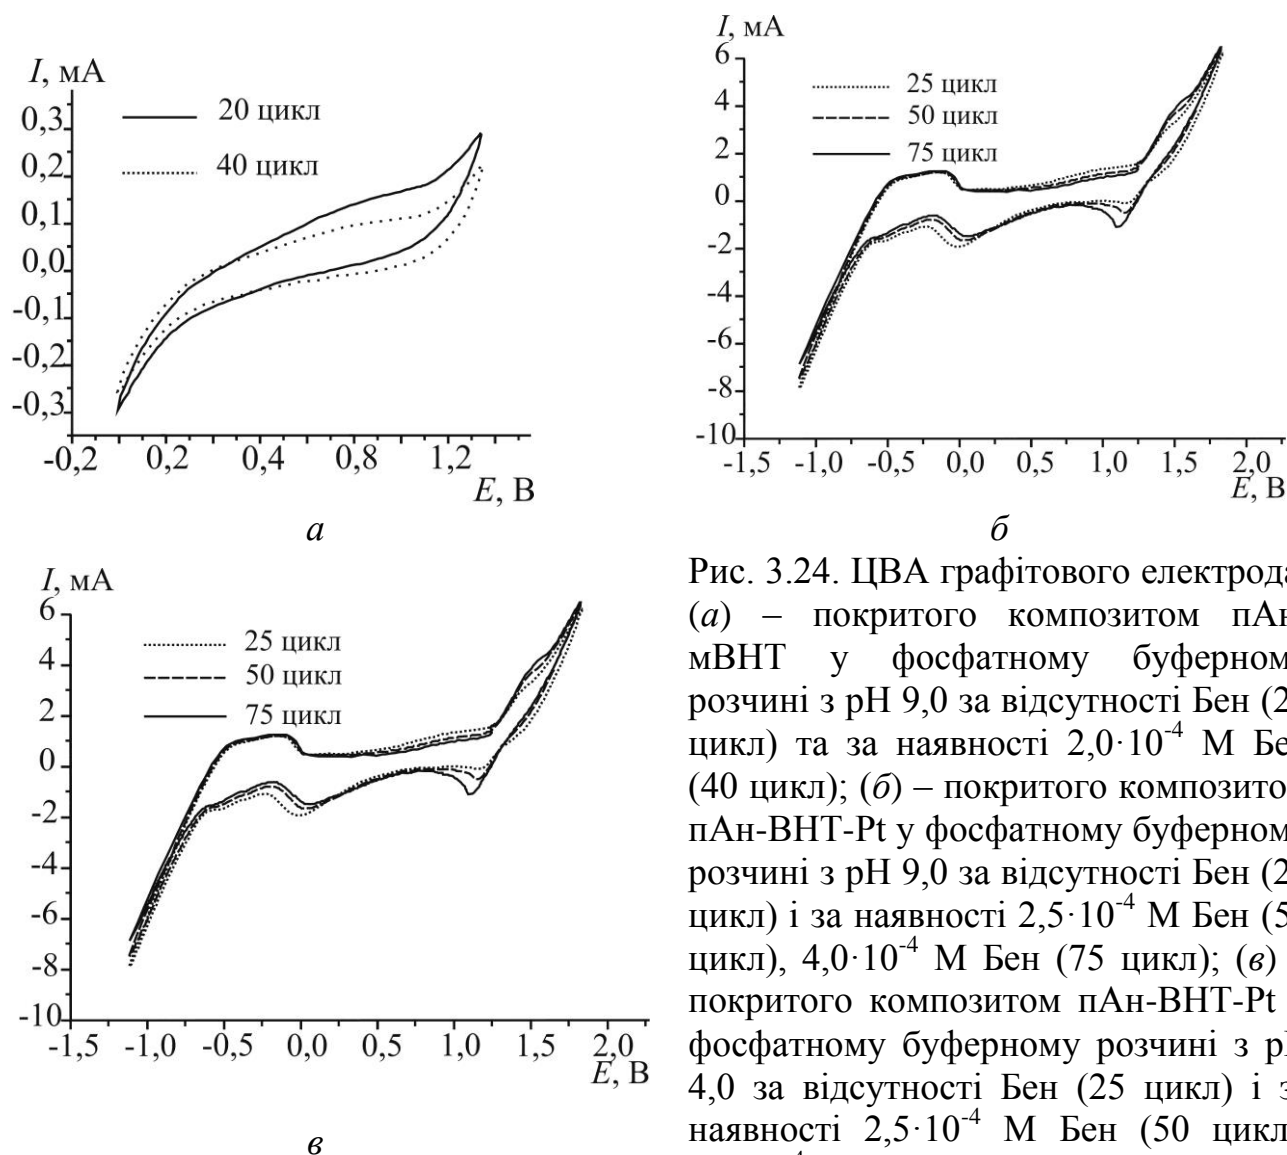 I, мА
0,3
0,2
0,1
0,0
-0,1
-0,2
-0,3
20 цикл
40 цикл
-0,2 0,2 0,4 0,8 1,2
E, В
а
I, мА
6
4
2
0
-2
-4
-6
-8
-10
25 цикл
50 цикл
75 цикл
-1,5 -1,0 -0,5 0,0 0,5 1,0 1,5 2,0
E, В
б
I, мА
6
4
2
0
-2
-4
-6
-8
-10
25 цикл
50 цикл
75 цикл
-1,5 -1,0 -0,5 0,0 0,5 1,0 1,5 2,0
E, В
в
Рис. 3.24. ЦВА графітового електрода
(а) – покритого композитом пАн
мВНТ у фосфатному буферном
розчині з рН 9,0 за відсутності Бен (2
цикл) та за наявності 2,0·10⁻⁴ М Бе
(40 цикл); (б) – покритого композито
пАн-ВНТ-Pt у фосфатному буферном
розчині з рН 9,0 за відсутності Бен (2
цикл) і за наявності 2,5·10⁻⁴ М Бен (5
цикл), 4,0·10⁻⁴ М Бен (75 цикл); (в)
покритого композитом пАн-ВНТ-Pt
фосфатному буферному розчині з р
4,0 за відсутності Бен (25 цикл) і з
наявності 2,5·10⁻⁴ М Бен (50 цикл